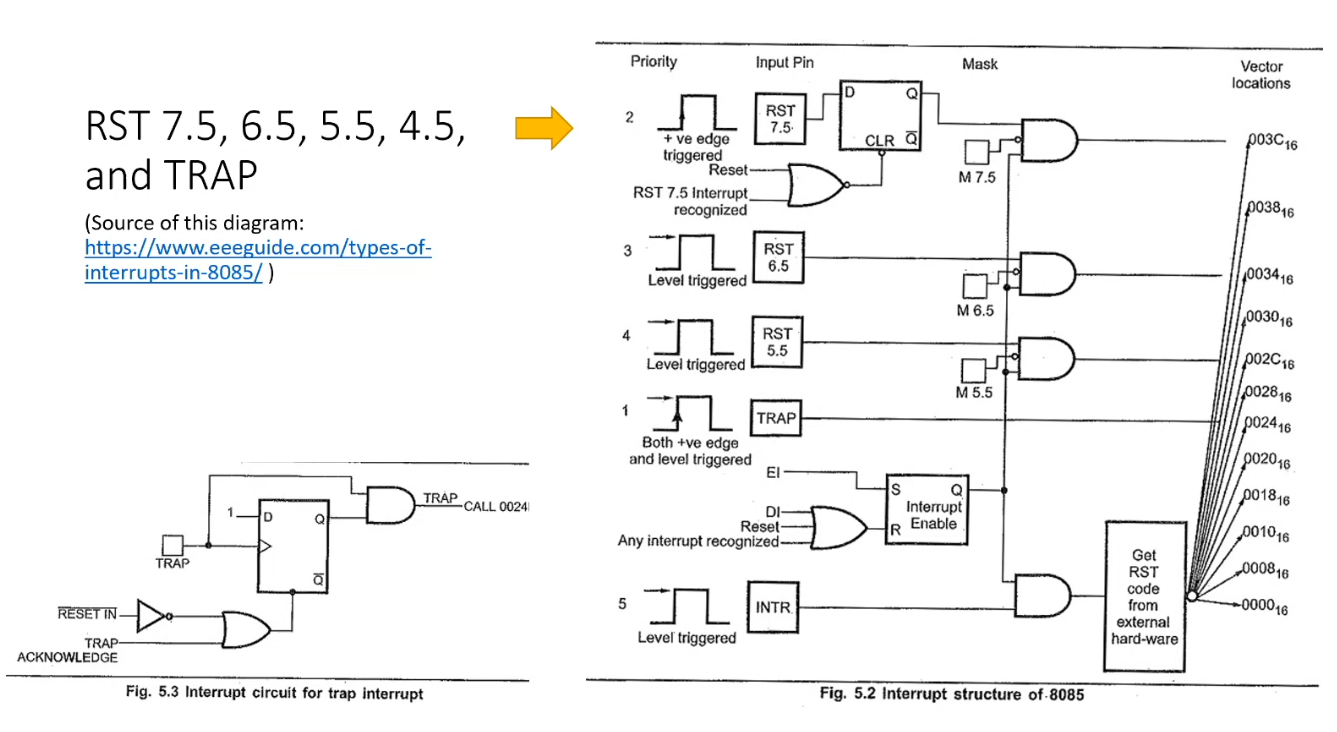 RST 7.5, 6.5, 5.5, 4.5,
and TRAP
(Source of this diagram:
https://www.eeeguide.com/types-of-
interrupts-in-8085/ )
Priority
Input Pin
Mask
Vector
locations
2
+ ve edge
triggered
RST
7.5
D
Q
CLR
Q̅
M 7.5
003C16
Reset
RST 7.5 Interrupt
recognized
003816
3
Level triggered
RST
6.5
M 6.5
003416
003016
4
Level triggered
RST
5.5
M 5.5
002C16
002816
1
Both +ve edge
and level triggered
TRAP
002416
002016
EI
DI
Reset
Any interrupt recognized
S
Q
Interrupt
Enable
R
001816
001016
000816
000016
5
Level triggered
INTR
Get
RST
code
from
external
hard-ware
Fig. 5.2 Interrupt structure of 8085
1
D
Q
Q̅
TRAP
TRAP
CALL 0024
R̅E̅S̅E̅T̅ ̅I̅N̅
TRAP
ACKNOWLEDGE
Fig. 5.3 Interrupt circuit for trap interrupt